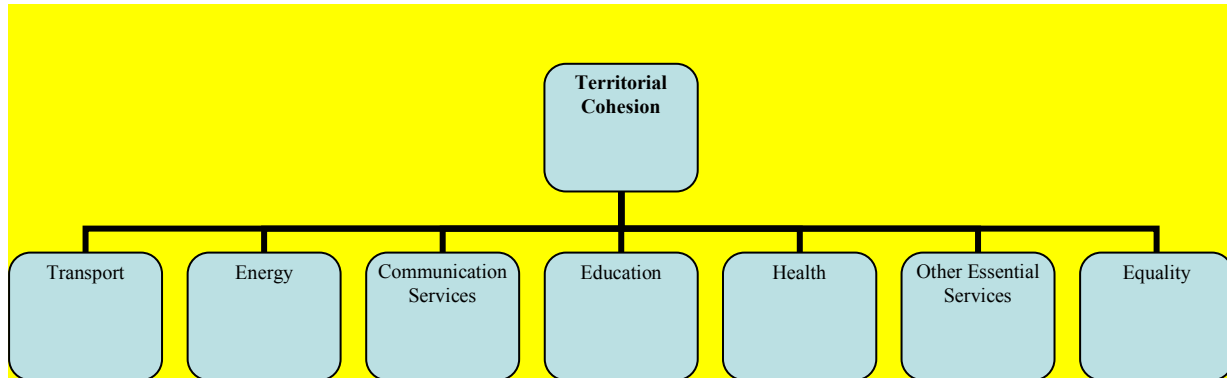 Territorial
Cohesion
Transport
Energy
Communication
Services
Education
Health
Other Essential
Services
Equality